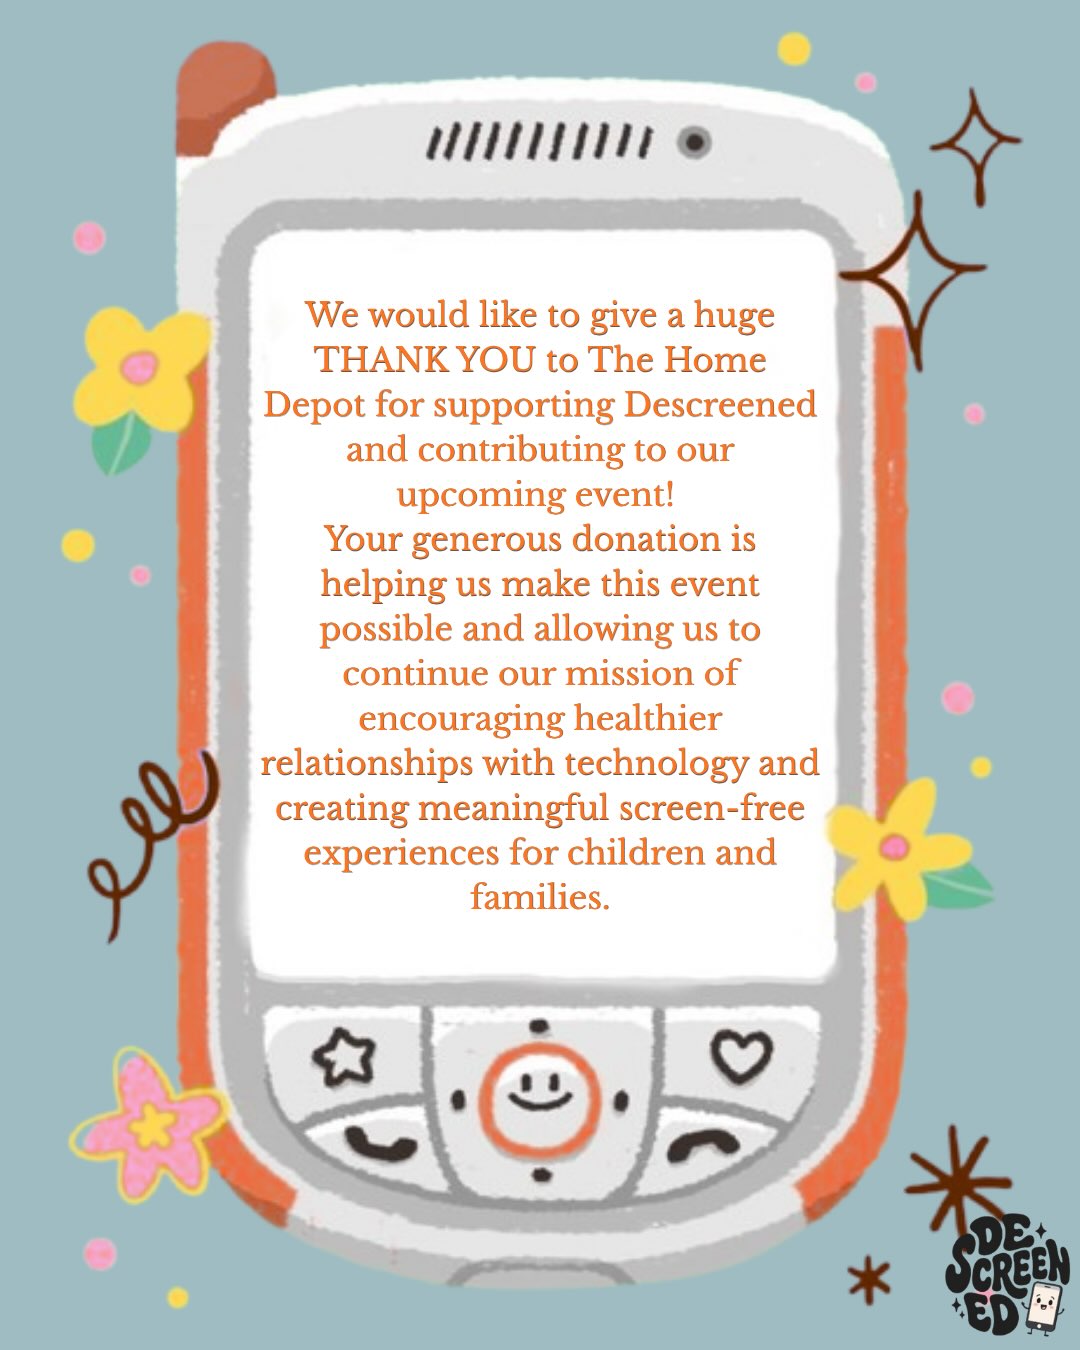 We would like to give a huge
THANK YOU to The Home
Depot for supporting Descreened
and contributing to our
upcoming event!
Your generous donation is
helping us make this event
possible and allowing us to
continue our mission of
encouraging healthier
relationships with technology and
creating meaningful screen-free
experiences for children and
families.
DE
SCREEN
ED